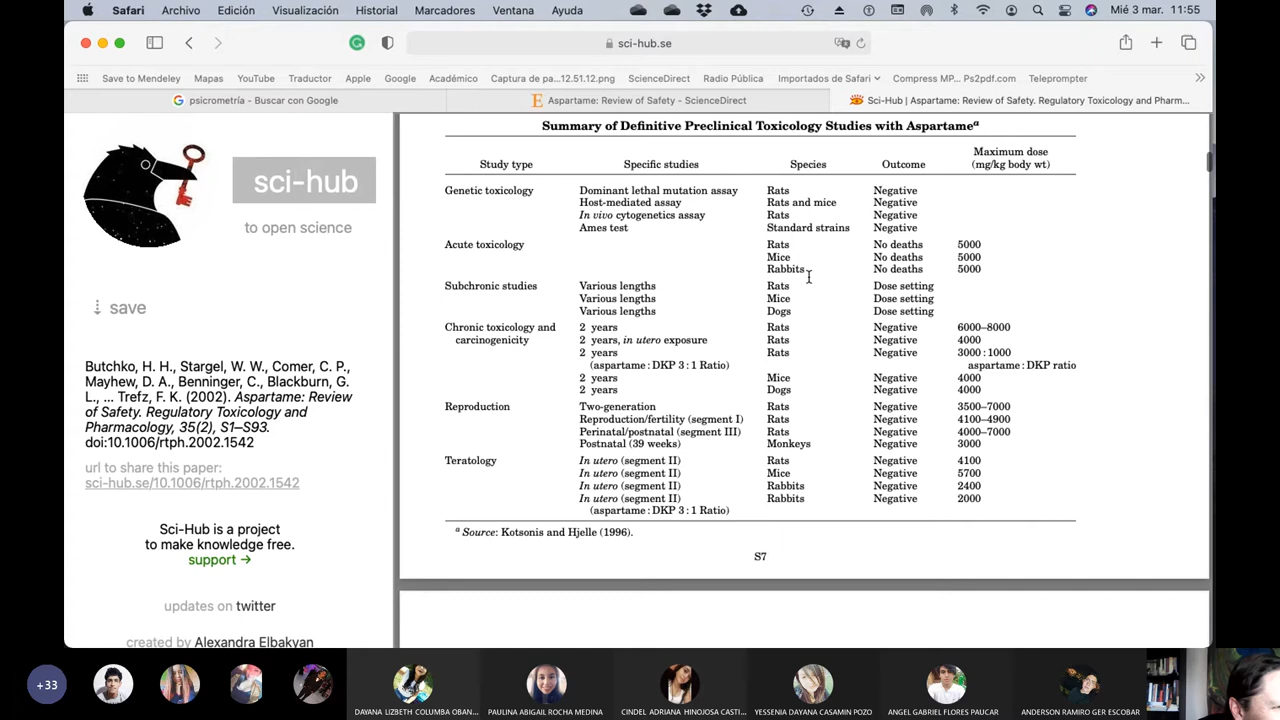 Safari Archivo Edición Visualización Historial Marcadores Ventana Ayuda Mié 3 mar. 11:55
sci-hub.se
Save to Mendeley Mapas YouTube Traductor Apple Google Académico Captura de pa...12.51.12.png ScienceDirect Radio Pública Importados de Safari Compress MP... Ps2pdf.com Teleprompter
psicrometría - Buscar con Google
Aspartame: Review of Safety - ScienceDirect
Sci-Hub | Aspartame: Review of Safety. Regulatory Toxicology and Pharm...
sci-hub
to open science
⇣ save
Butchko, H. H., Stargel, W. W., Comer, C. P.,
Mayhew, D. A., Benninger, C., Blackburn, G.
L., ... Trefz, F. K. (2002). Aspartame: Review
of Safety. Regulatory Toxicology and
Pharmacology, 35(2), S1–S93.
doi:10.1006/rtph.2002.1542
url to share this paper:
sci-hub.se/10.1006/rtph.2002.1542
Sci-Hub is a project
to make knowledge free.
support →
updates on twitter
created by Alexandra Elbakyan
Summary of Definitive Preclinical Toxicology Studies with Aspartameᵃ
Maximum dose
Study type Specific studies Species Outcome (mg/kg body wt)
Genetic toxicology Dominant lethal mutation assay Rats Negative
Host-mediated assay Rats and mice Negative
In vivo cytogenetics assay Rats Negative
Ames test Standard strains Negative
Acute toxicology Rats No deaths 5000
Mice No deaths 5000
Rabbits No deaths 5000
Subchronic studies Various lengths Rats Dose setting
Various lengths Mice Dose setting
Various lengths Dogs Dose setting
Chronic toxicology and 2 years Rats Negative 6000–8000
carcinogenicity 2 years, in utero exposure Rats Negative 4000
2 years Rats Negative 3000 : 1000
(aspartame : DKP 3 : 1 Ratio) aspartame : DKP ratio
2 years Mice Negative 4000
2 years Dogs Negative 4000
Reproduction Two-generation Rats Negative 3500–7000
Reproduction/fertility (segment I) Rats Negative 4100–4900
Perinatal/postnatal (segment III) Rats Negative 4000–7000
Postnatal (39 weeks) Monkeys Negative 3000
Teratology In utero (segment II) Rats Negative 4100
In utero (segment II) Mice Negative 5700
In utero (segment II) Rabbits Negative 2400
In utero (segment II) Rabbits Negative 2000
(aspartame : DKP 3 : 1 Ratio)
ᵃ Source: Kotsonis and Hjelle (1996).
S7
+33
DAYANA LIZBETH COLUMBA OBAN...
PAULINA ABIGAIL ROCHA MEDINA
CINDEL ADRIANA HINOJOSA CASTI...
YESSENIA DAYANA CASAMIN POZO
ANGEL GABRIEL FLORES PAUCAR
ANDERSON RAMIRO GER ESCOBAR